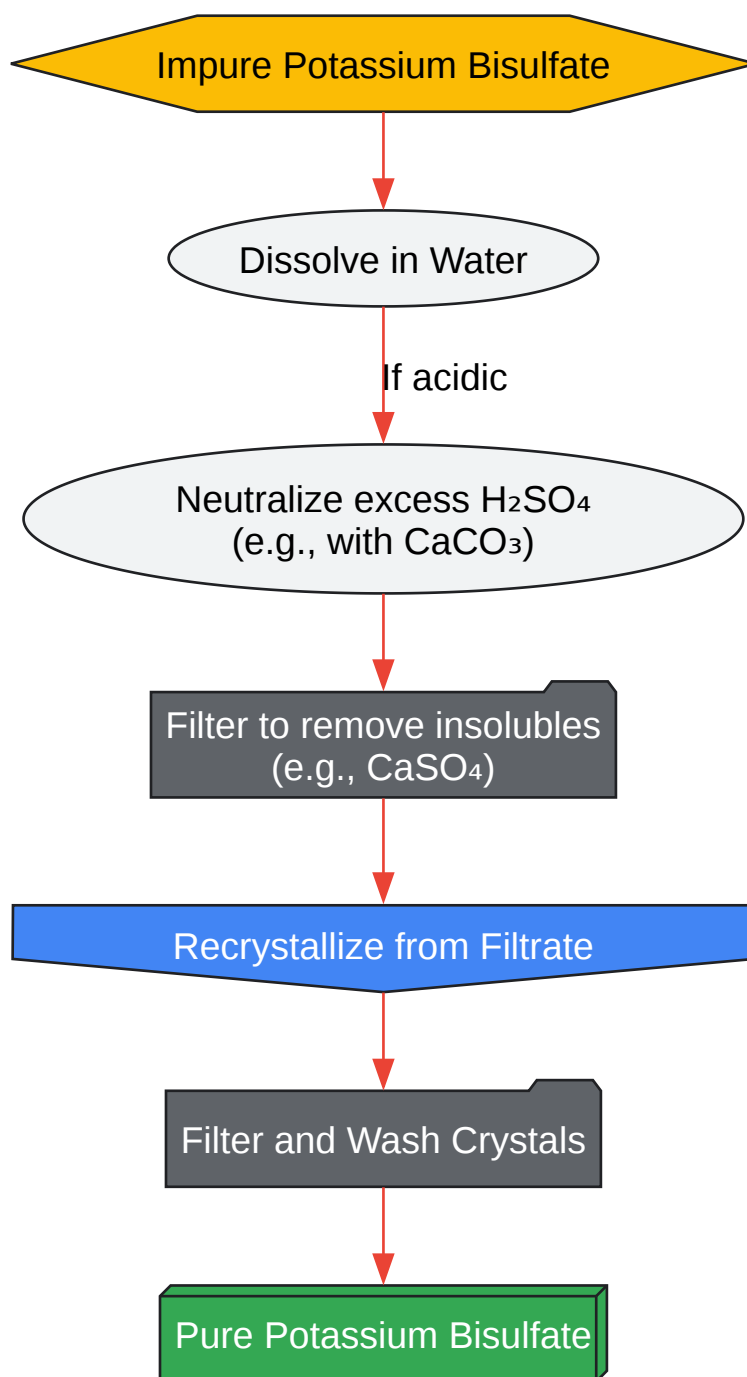 Impure Potassium Bisulfate
Dissolve in Water
If acidic
Neutralize excess H₂SO₄
(e.g., with CaCO₃)
Filter to remove insolubles
(e.g., CaSO₄)
Recrystallize from Filtrate
Filter and Wash Crystals
Pure Potassium Bisulfate